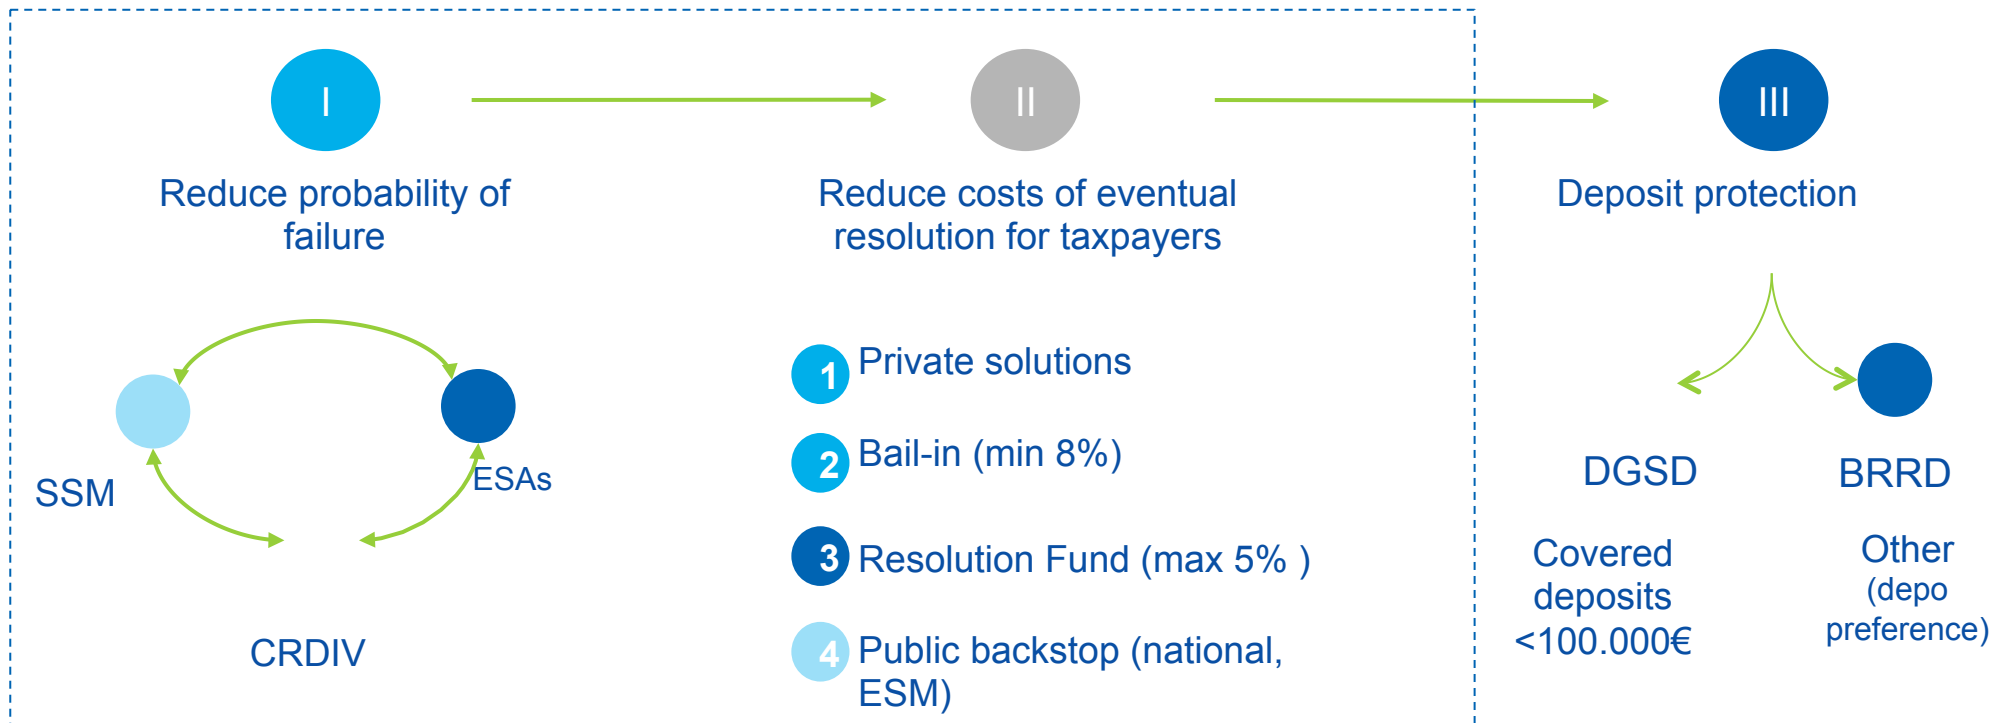 I
II
III
Reduce probability of
failure
Reduce costs of eventual
resolution for taxpayers
Deposit protection
SSM
ESAs
CRDIV
1 Private solutions
2 Bail-in (min 8%)
3 Resolution Fund (max 5% )
4 Public backstop (national,
ESM)
DGSD
Covered
deposits
<100.000€
BRRD
Other
(depo
preference)